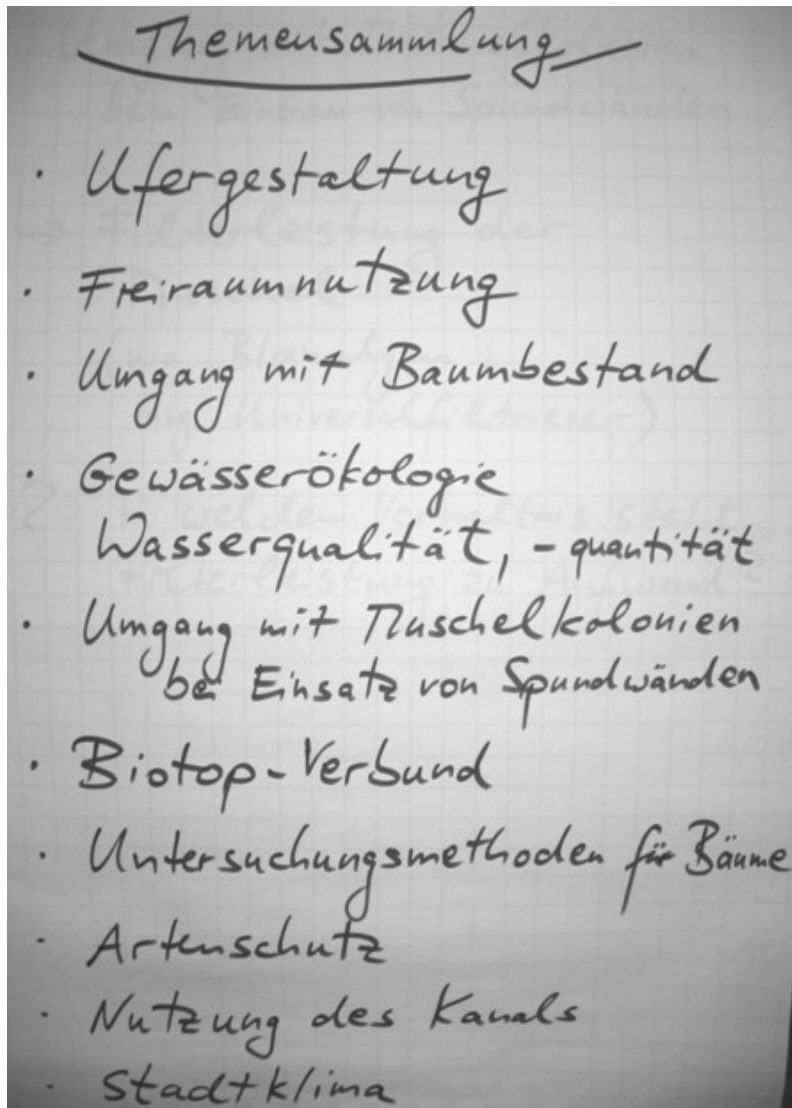 Themensammlung
· Ufergestaltung
· Freiraumnutzung
· Umgang mit Baumbestand
· Gewässerökologie
Wasserqualität, - quantität
· Umgang mit Muschelkolonien
bei Einsatz von Spundwänden
· Biotop-Verbund
· Untersuchungsmethoden für Bäume
· Artenschutz
· Nutzung des Kanals
· Stadtklima